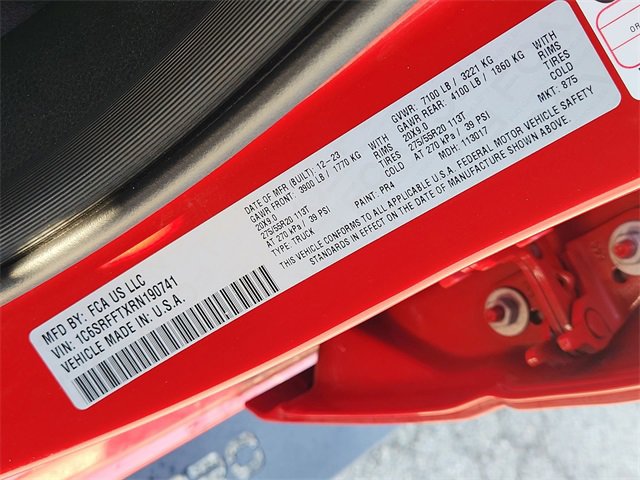 MFD BY: FCA US LLC
VIN: 1C6SRFFTXRN190741
VEHICLE MADE IN U.S.A.
DATE OF MFR (BUILT): 12-23 GVWR: 7100 LB / 3221 KG
GAWR FRONT: 3900 LB / 1770 KG WITH GAWR REAR: 4100 LB / 1860 KG WITH
20X9.0 RIMS 20X9.0 RIMS
275/55R20 113T TIRES 275/55R20 113T TIRES
AT 270 kPa / 39 PSI COLD AT 270 kPa / 39 PSI COLD
TYPE: TRUCK MDH: 113017 MKT: 875
PAINT: PR4
THIS VEHICLE CONFORMS TO ALL APPLICABLE U.S.A. FEDERAL MOTOR VEHICLE SAFETY
STANDARDS IN EFFECT ON THE DATE OF MANUFACTURE SHOWN ABOVE.
OR